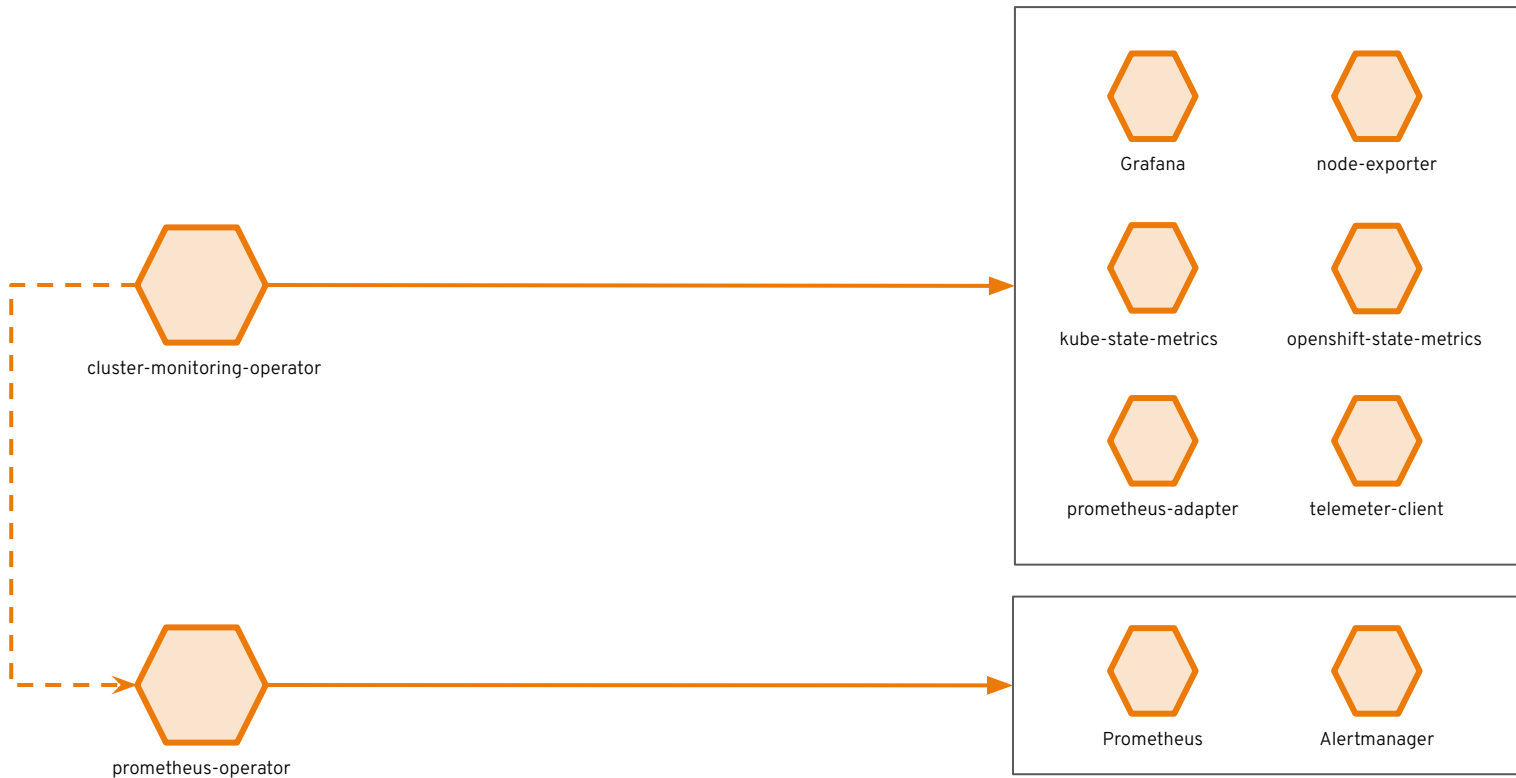 Grafana
node-exporter
kube-state-metrics
openshift-state-metrics
cluster-monitoring-operator
prometheus-adapter
telemeter-client
Prometheus
Alertmanager
prometheus-operator